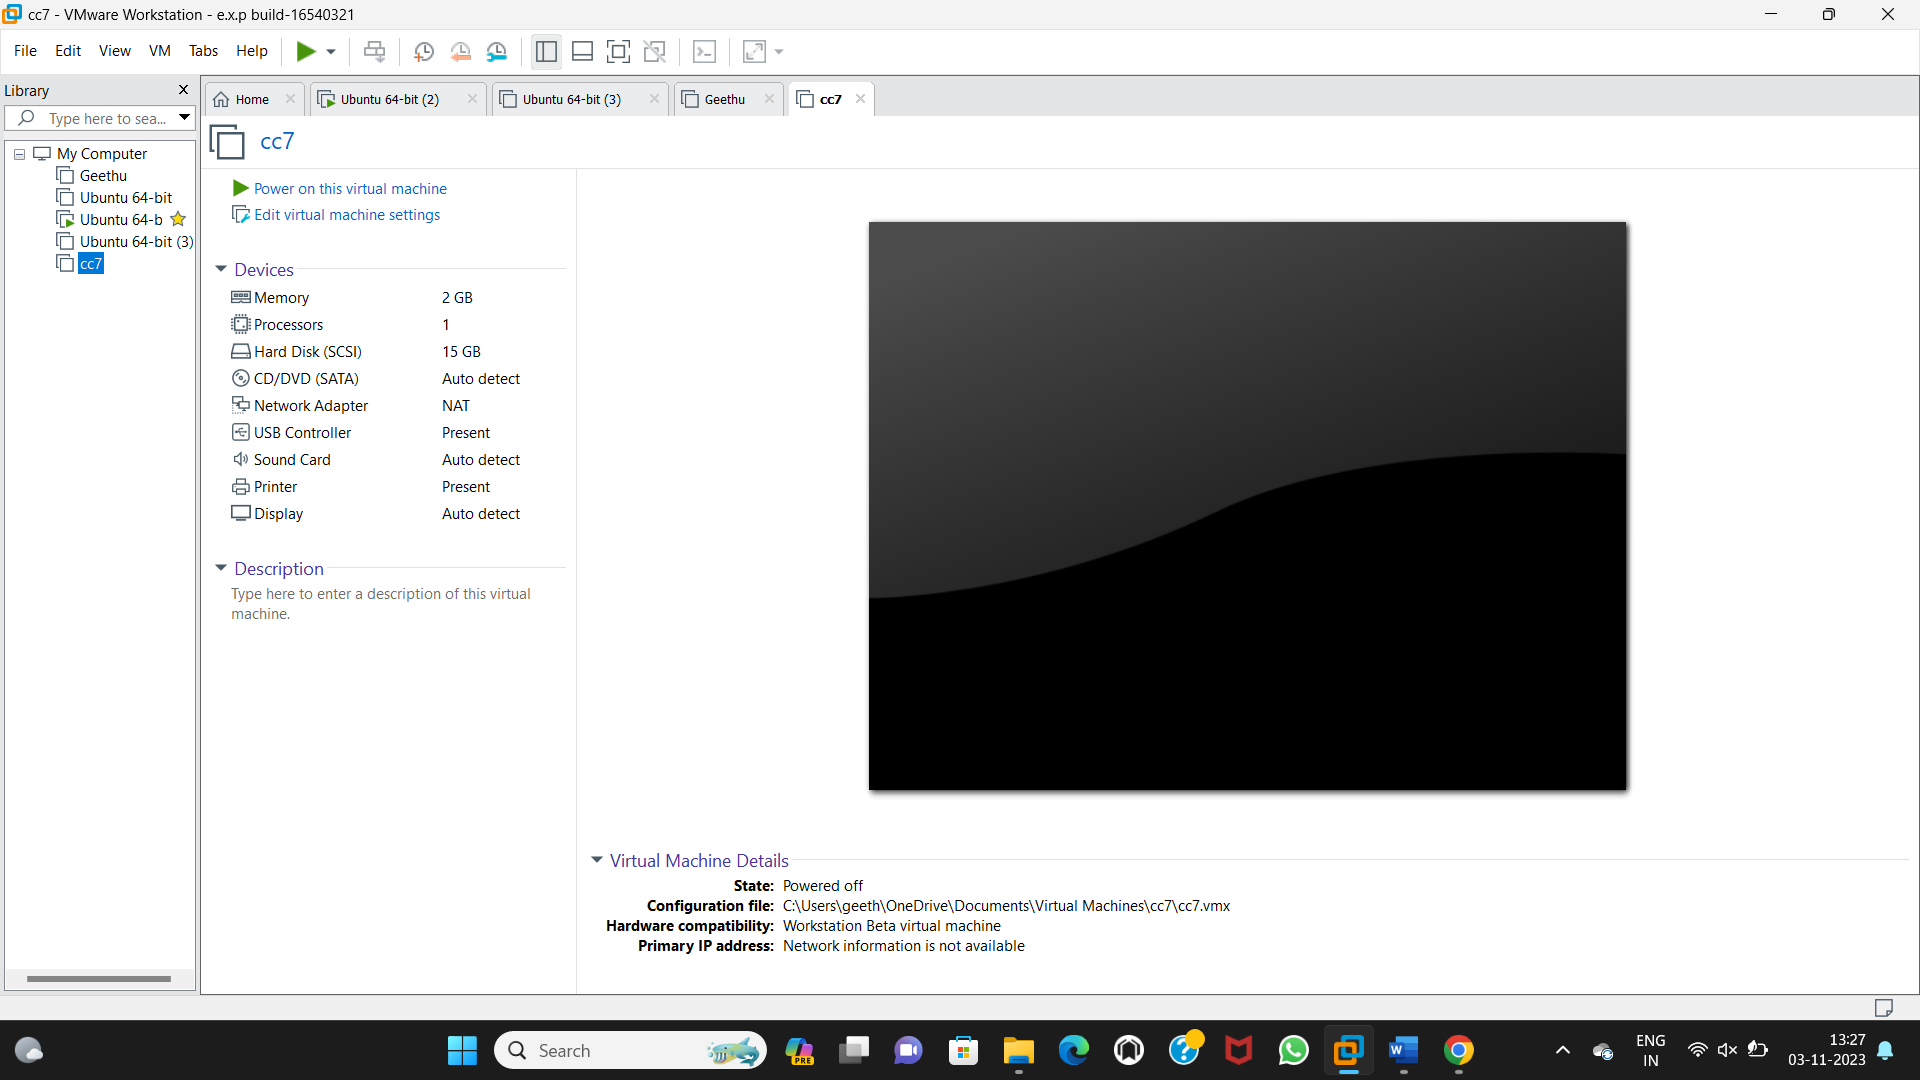 cc7 - VMware Workstation - e.x.p build-16540321
File Edit View VM Tabs Help
Library
Type here to sea...
My Computer
Geethu
Ubuntu 64-bit
Ubuntu 64-b
Ubuntu 64-bit (3)
cc7
Home
Ubuntu 64-bit (2)
Ubuntu 64-bit (3)
Geethu
cc7
cc7
Power on this virtual machine
Edit virtual machine settings
Devices
Memory 2 GB
Processors 1
Hard Disk (SCSI) 15 GB
CD/DVD (SATA) Auto detect
Network Adapter NAT
USB Controller Present
Sound Card Auto detect
Printer Present
Display Auto detect
Description
Type here to enter a description of this virtual
machine.
Virtual Machine Details
State: Powered off
Configuration file: C:\Users\geeth\OneDrive\Documents\Virtual Machines\cc7\cc7.vmx
Hardware compatibility: Workstation Beta virtual machine
Primary IP address: Network information is not available
Search
PRE
ENG
IN
13:27
03-11-2023